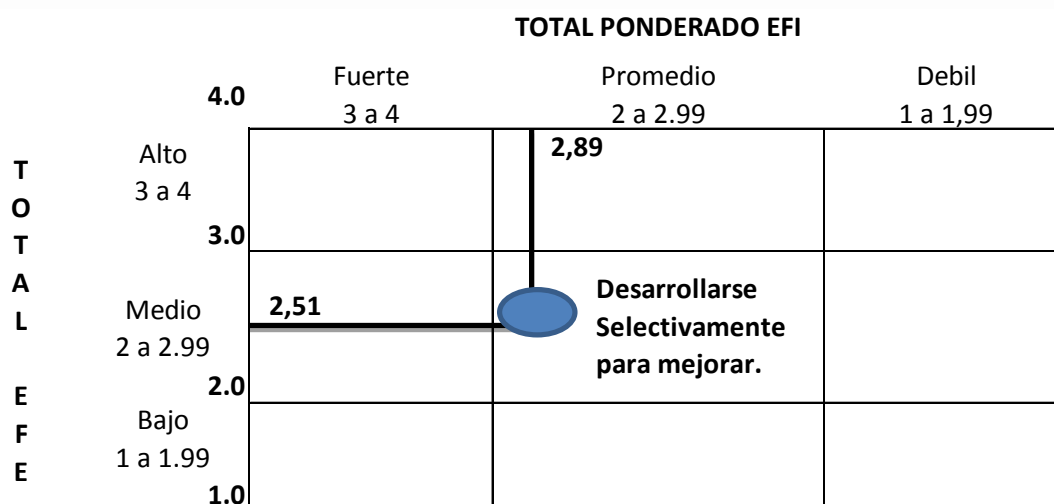 TOTAL PONDERADO EFI
Fuerte
3 a 4
Promedio
2 a 2.99
Debil
1 a 1,99
4.0
Alto
3 a 4
2,89
3.0
Medio
2 a 2.99
2,51
Desarrollarse
Selectivamente
para mejorar.
2.0
Bajo
1 a 1.99
1.0
T
O
T
A
L
E
F
E